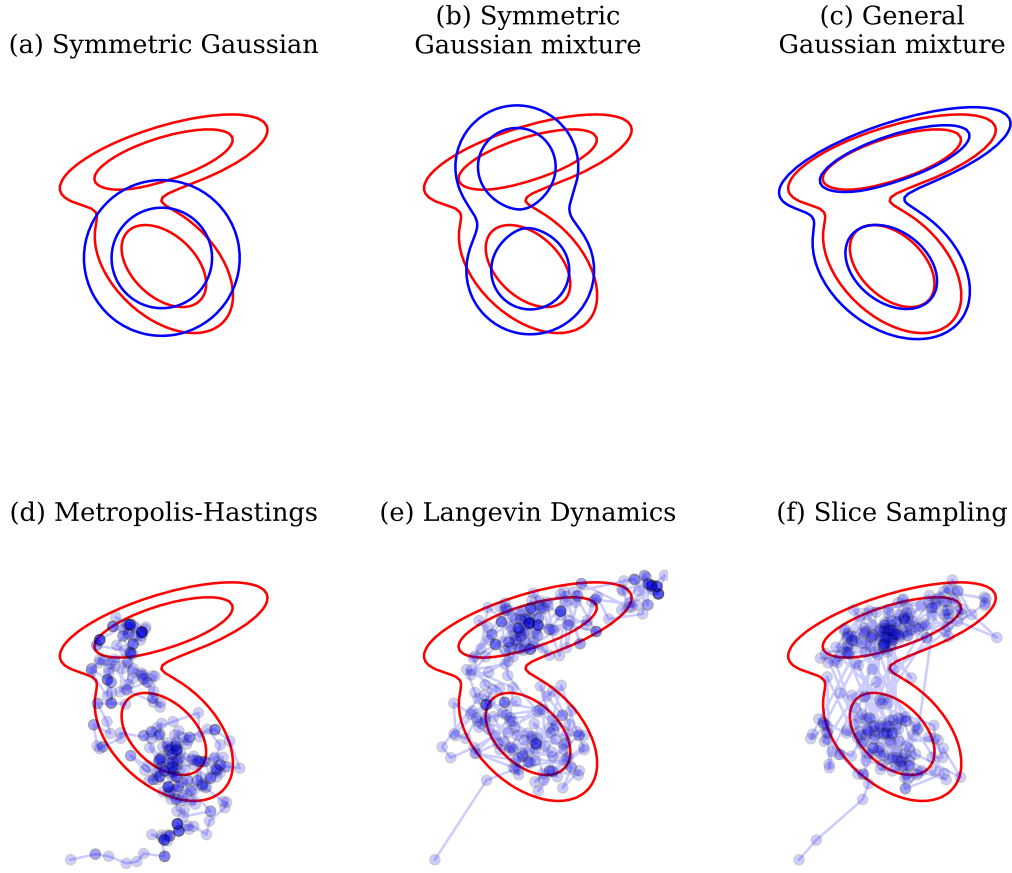 (a) Symmetric Gaussian
(b) Symmetric
Gaussian mixture
(c) General
Gaussian mixture
(d) Metropolis-Hastings
(e) Langevin Dynamics
(f) Slice Sampling